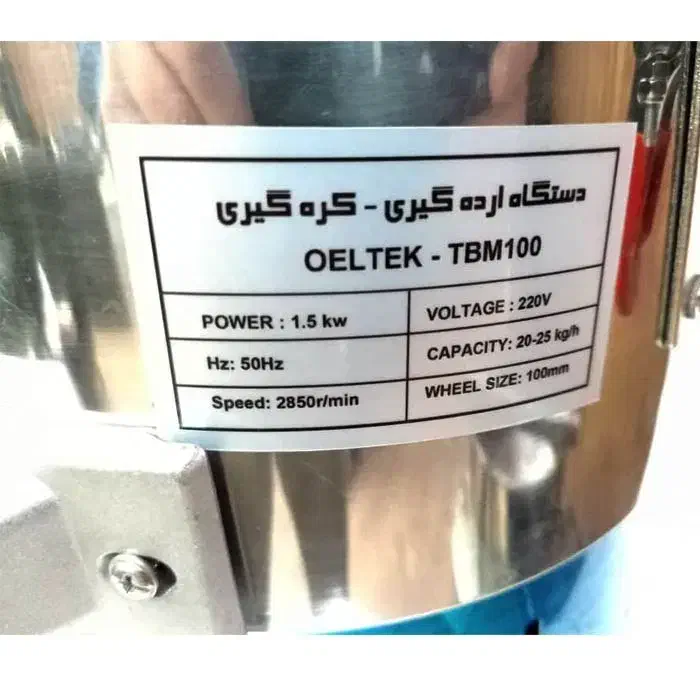 دستگاه ارده گیری - کره گیری
OELTEK - TBM100
POWER : 1.5 kw
VOLTAGE : 220V
Hz: 50Hz
CAPACITY: 20-25 kg/h
Speed: 2850r/min
WHEEL SIZE: 100mm